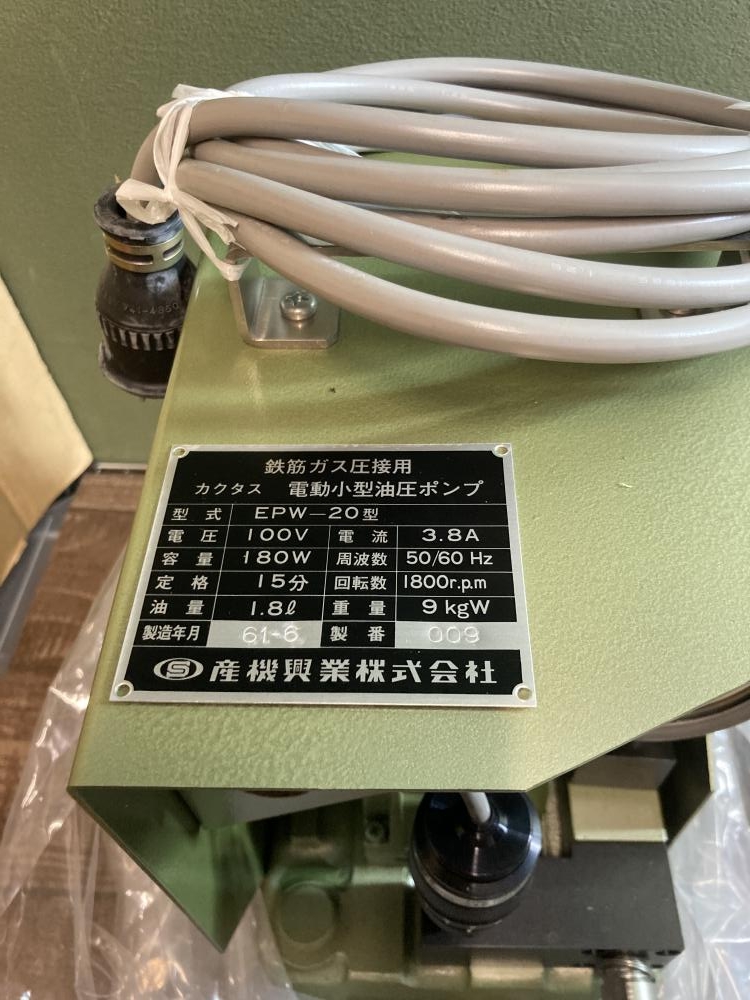 741-4850
鉄筋ガス圧接用
カクタス 電動小型油圧ポンプ
型式 EPW-20型
電圧 100V 電流 3.8A
容量 180W 周波数 50/60 Hz
定格 15分 回転数 1800r.p.m
油量 1.8ℓ 重量 9kgW
製造年月 61-6 製番 009
S 産機興業株式会社